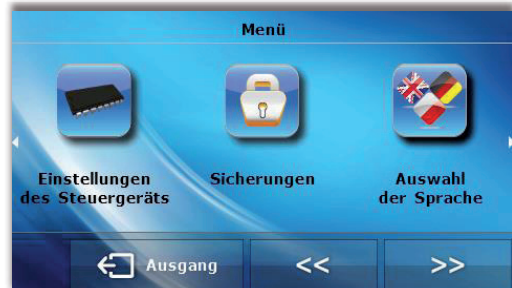 Menü
Einstellungen
des Steuergeräts
Sicherungen
Auswahl
der Sprache
Ausgang
<<
>>